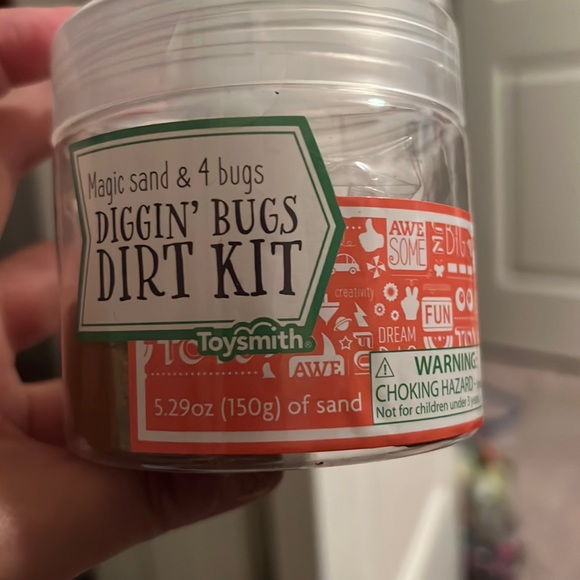 Magic sand & 4 bugs
DIGGIN' BUGS
DIRT KIT
Toysmith®
AWE
SOME
BIG
creativity
FUN
DREAM
AWE
5.29oz (150g) of sand
WARNING:
CHOKING HAZARD
Not for children under 3